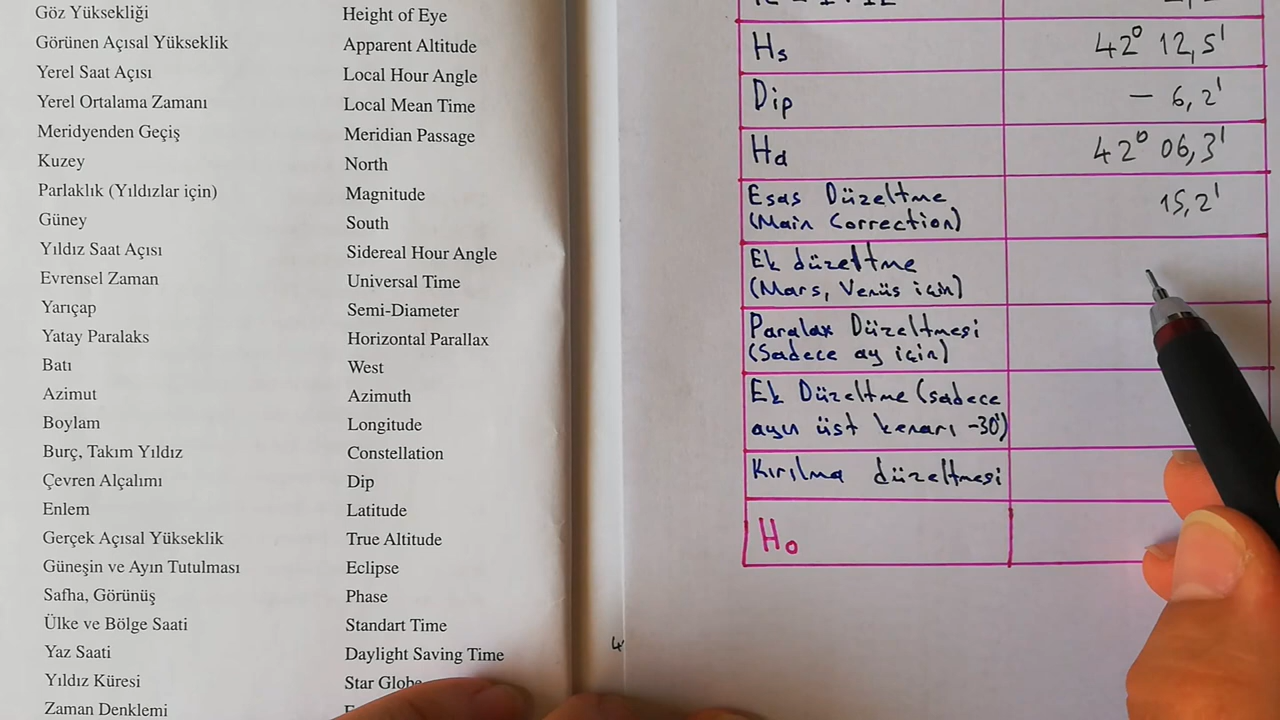 Göz Yüksekliği Height of Eye
Görünen Açısal Yükseklik Apparent Altitude
Yerel Saat Açısı Local Hour Angle
Yerel Ortalama Zamanı Local Mean Time
Meridyenden Geçiş Meridian Passage
Kuzey North
Parlaklık (Yıldızlar için) Magnitude
Güney South
Yıldız Saat Açısı Sidereal Hour Angle
Evrensel Zaman Universal Time
Yarıçap Semi-Diameter
Yatay Paralaks Horizontal Parallax
Batı West
Azimut Azimuth
Boylam Longitude
Burç, Takım Yıldız Constellation
Çevren Alçalımı Dip
Enlem Latitude
Gerçek Açısal Yükseklik True Altitude
Güneşin ve Ayın Tutulması Eclipse
Safha, Görünüş Phase
Ülke ve Bölge Saati Standart Time
Yaz Saati Daylight Saving Time
Yıldız Küresi Star Globe
Zaman Denklemi
Hs 42° 12,5'
Dip - 6,2'
Ha 42° 06,3'
Esas Düzeltme 15,2'
(Main Correction)
Ek düzeltme
(Mars, Venüs için)
Paralax Düzeltmesi
(Sadece ay için)
Ek Düzeltme (sadece
ayın üst kenarı -30')
Kırılma düzeltmesi
Ho